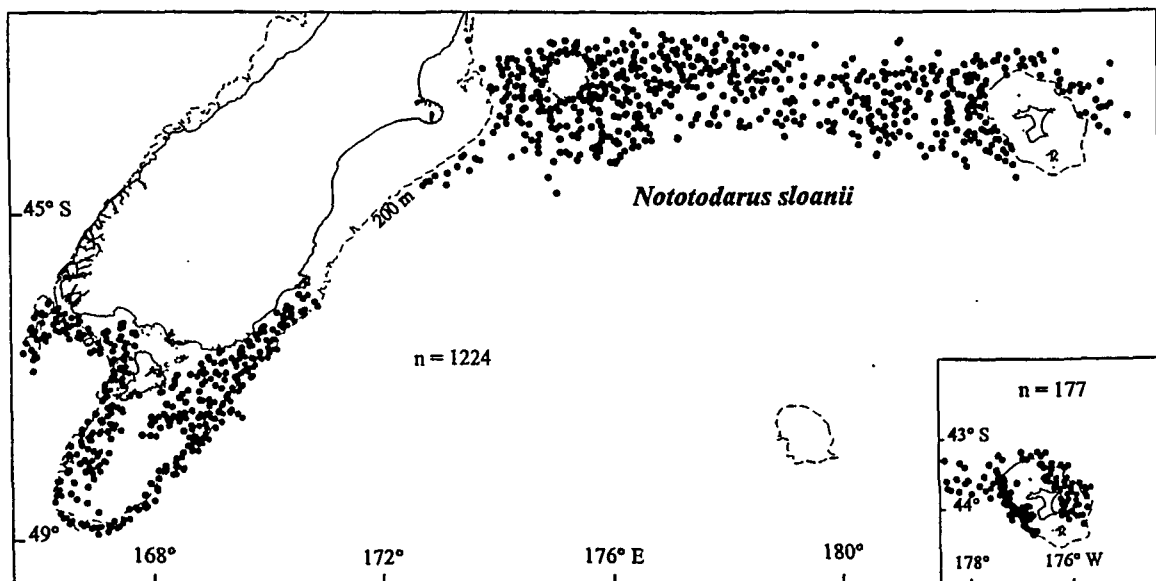 Nototodarus sloanii
45° S
200 m
n = 1224
n = 177
43° S
44°
49°
168°
172°
176° E
180°
178°
176° W